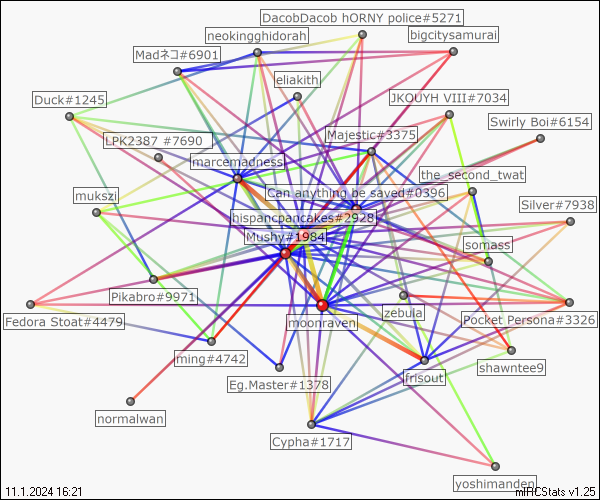 DacobDacob hORNY police#5271
neokingghidorah
bigcitysamurai
Madネコ#6901
eliakith
JKOUYH VIII#7034
Duck#1245
Swirly Boi#6154
LPK2387 #7690
Majestic#3375
marcemadness
the_second_twat
Can anything be saved#0396
mukszi
Silver#7938
hispancpancakes#2928
Mushy#1984
somass
Pikabro#9971
zebula
Fedora Stoat#4479
moonraven
Pocket Persona#3326
ming#4742
shawntee9
Eg.Master#1378
frisout
normalwan
Cypha#1717
yoshimanden
11.1.2024 16:21
mIRCStats v1.25